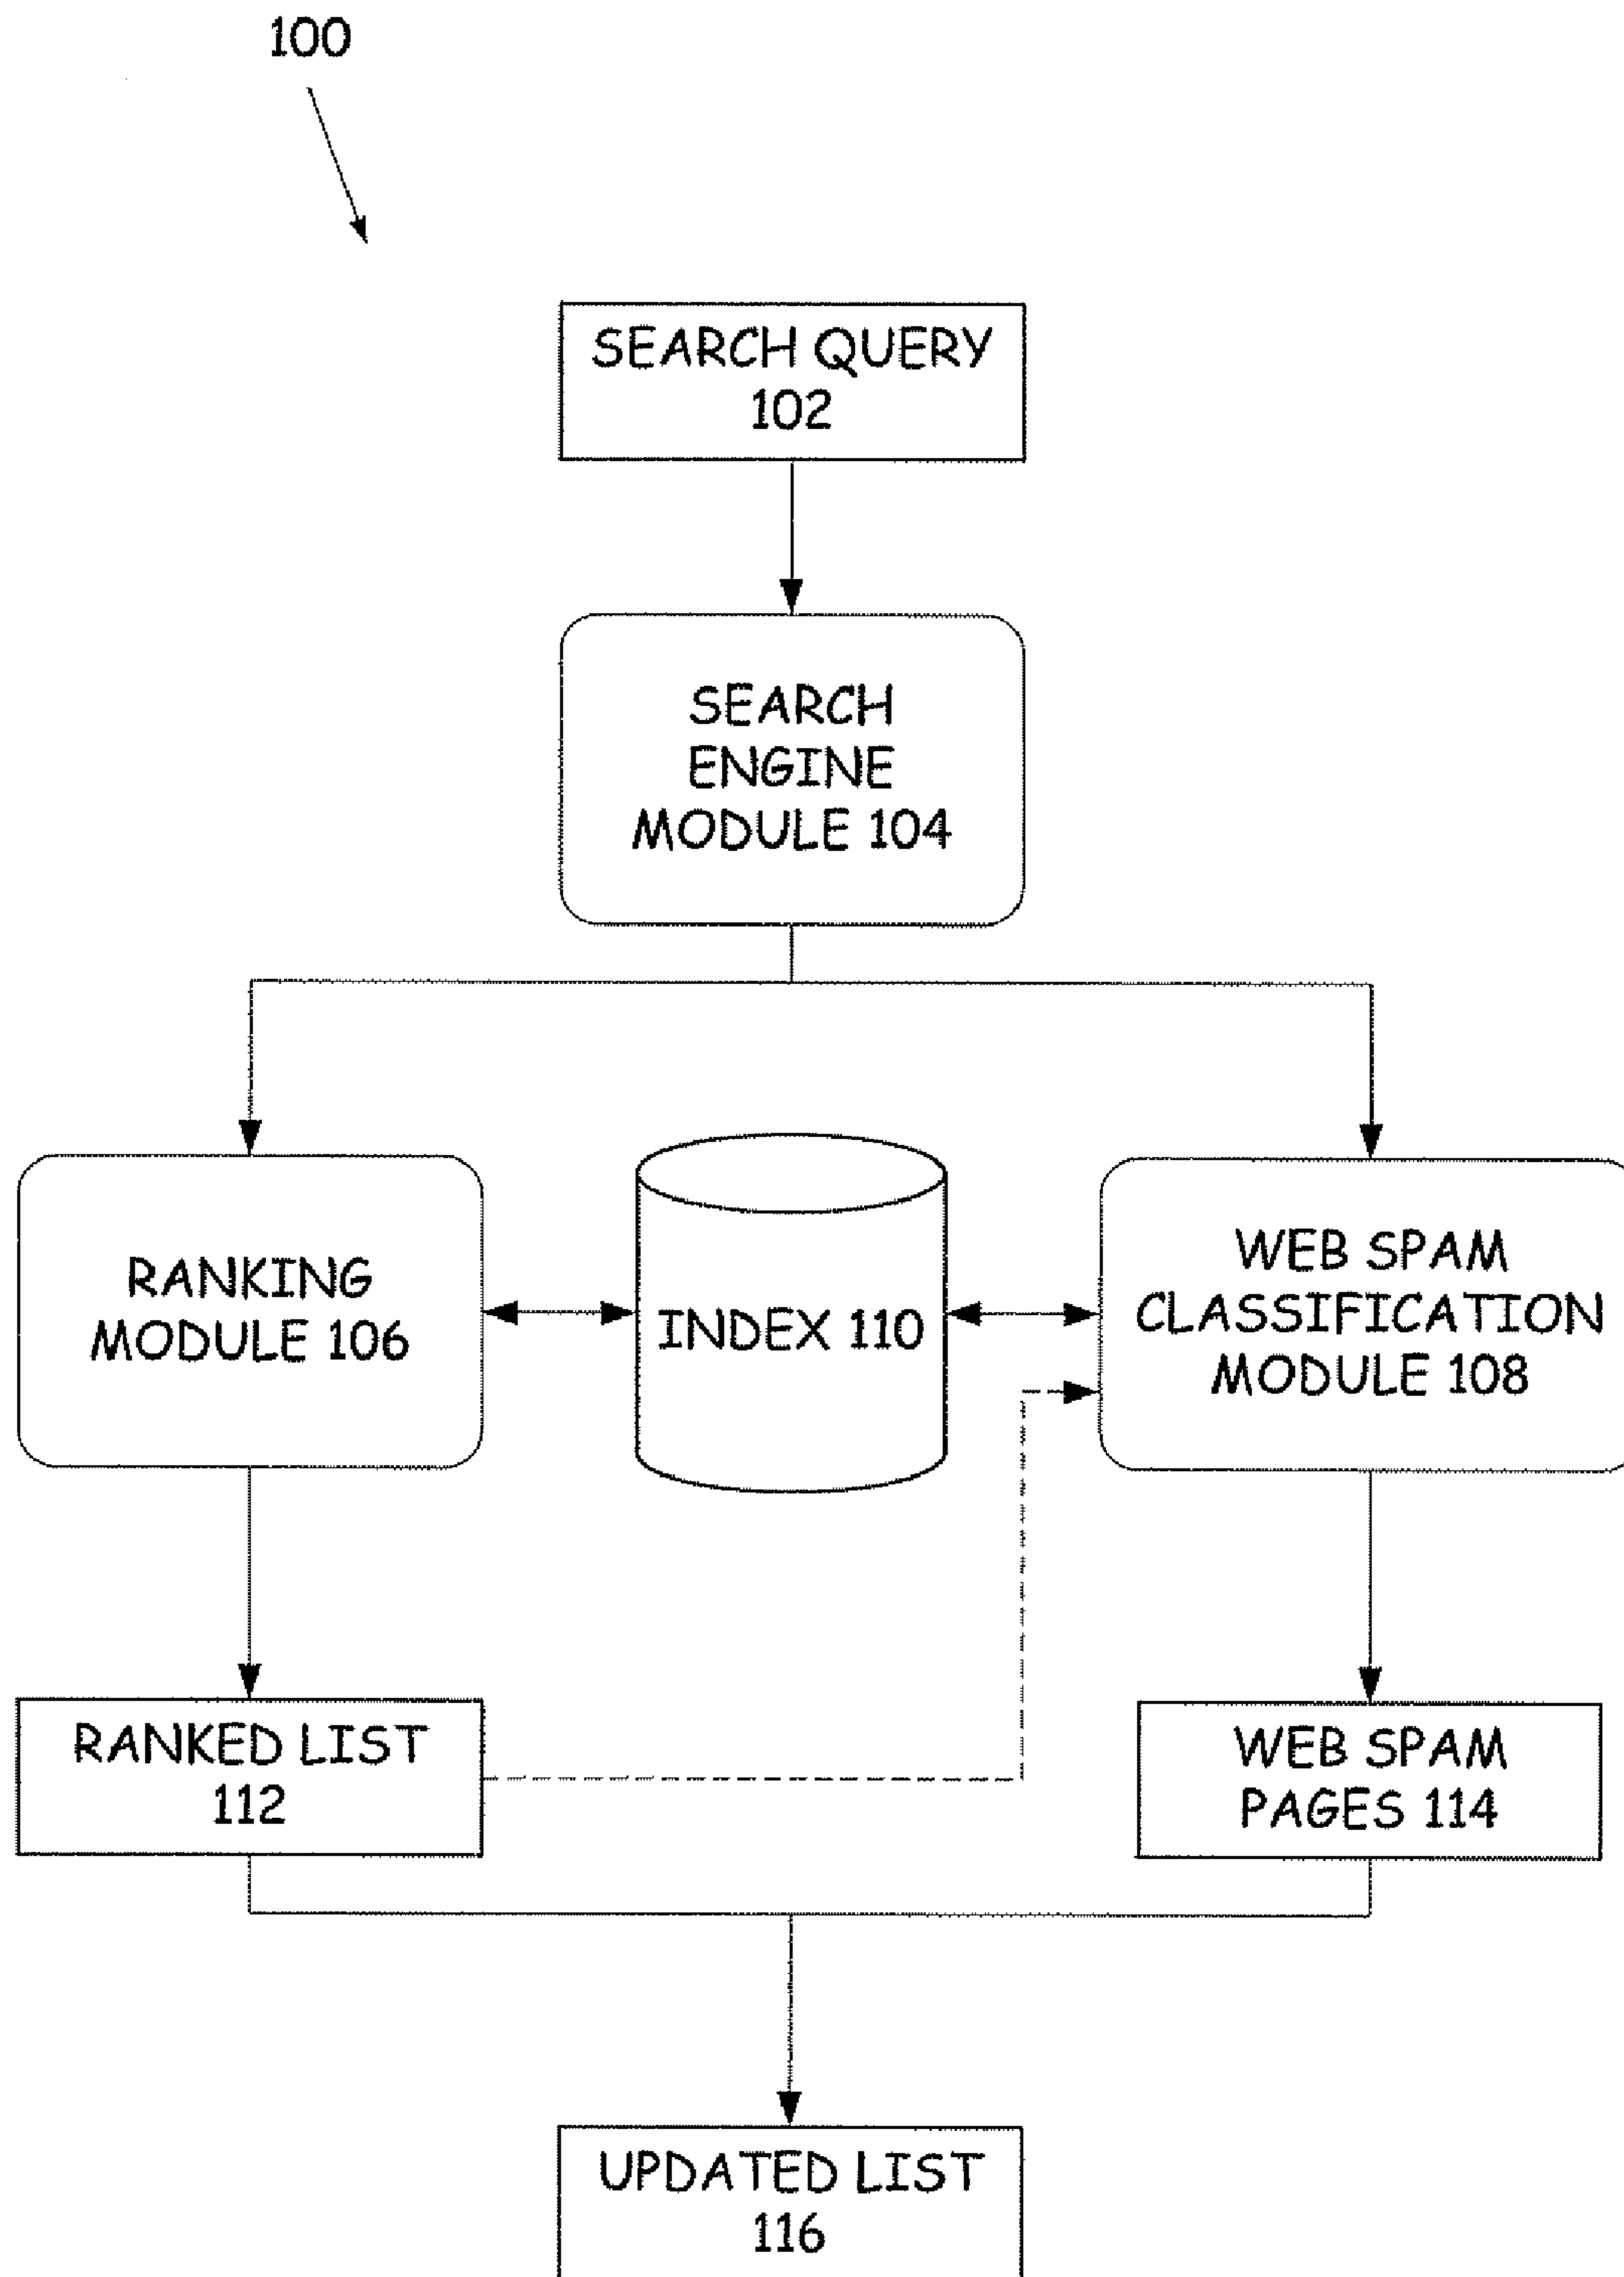 100
SEARCH QUERY
102
SEARCH
ENGINE
MODULE 104
RANKING
MODULE 106
INDEX 110
WEB SPAM
CLASSIFICATION
MODULE 108
RANKED LIST
112
WEB SPAM
PAGES 114
UPDATED LIST
116